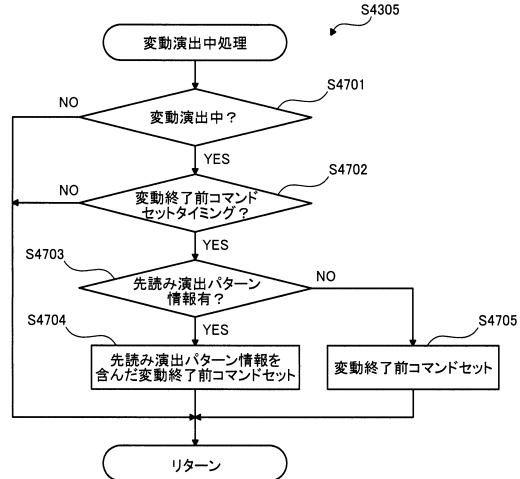 S4305
変動演出中処理
S4701
NO
変動演出中？
YES
S4702
NO
変動終了前コマンド
セットタイミング？
YES
S4703
先読み演出パターン
情報有？
NO
YES
S4704
先読み演出パターン情報を
含んだ変動終了前コマンドセット
S4705
変動終了前コマンドセット
リターン